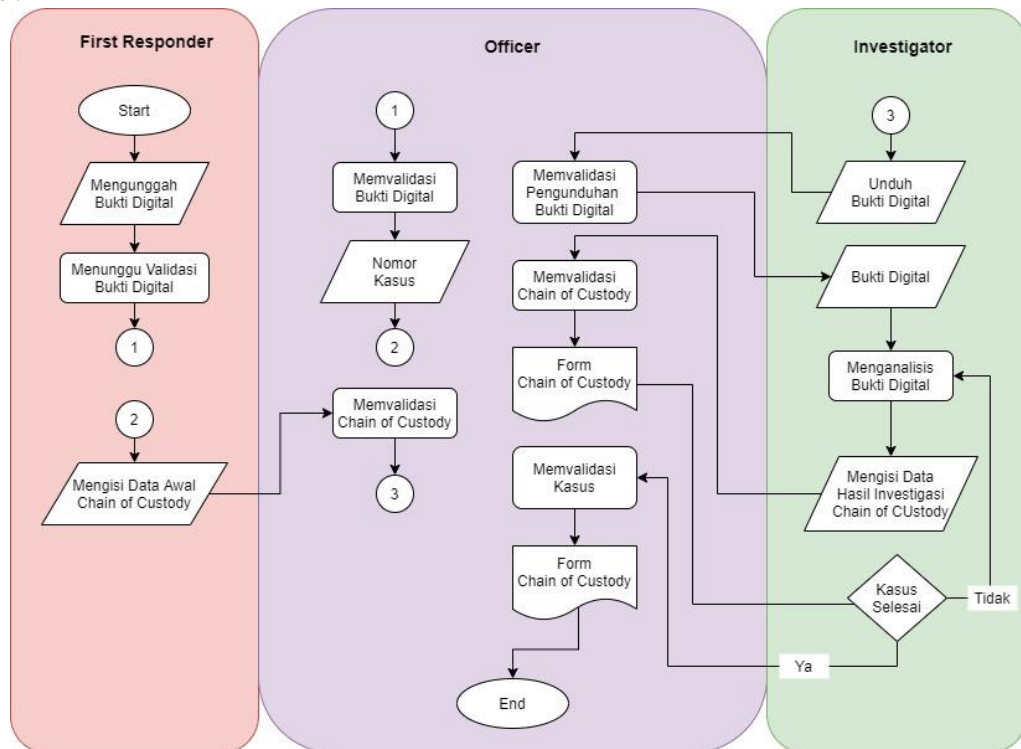 First Responder
Start
Mengunggah
Bukti Digital
Menunggu Validasi
Bukti Digital
1
2
Mengisi Data Awal
Chain of Custody
Officer
1
Memvalidasi
Bukti Digital
Nomor
Kasus
2
Memvalidasi
Chain of Custody
3
Memvalidasi
Pengunduhan
Bukti Digital
Memvalidasi
Chain of Custody
Form
Chain of Custody
Memvalidasi
Kasus
Form
Chain of Custody
End
Investigator
3
Unduh
Bukti Digital
Bukti Digital
Menganalisis
Bukti Digital
Mengisi Data
Hasil Investigasi
Chain of CUstody
Kasus
Selesai
Tidak
Ya